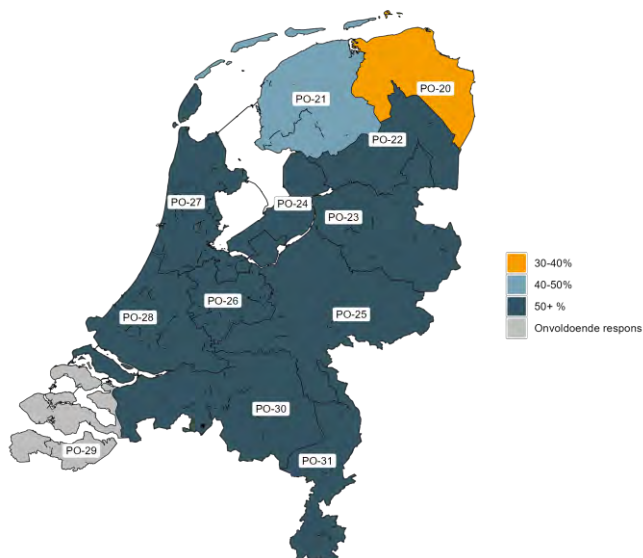 PO-20
PO-21
PO-22
PO-27
PO-24
PO-23
PO-26
PO-28
PO-25
PO-30
PO-29
PO-31
30-40%
40-50%
50+ %
Onvoldoende respons